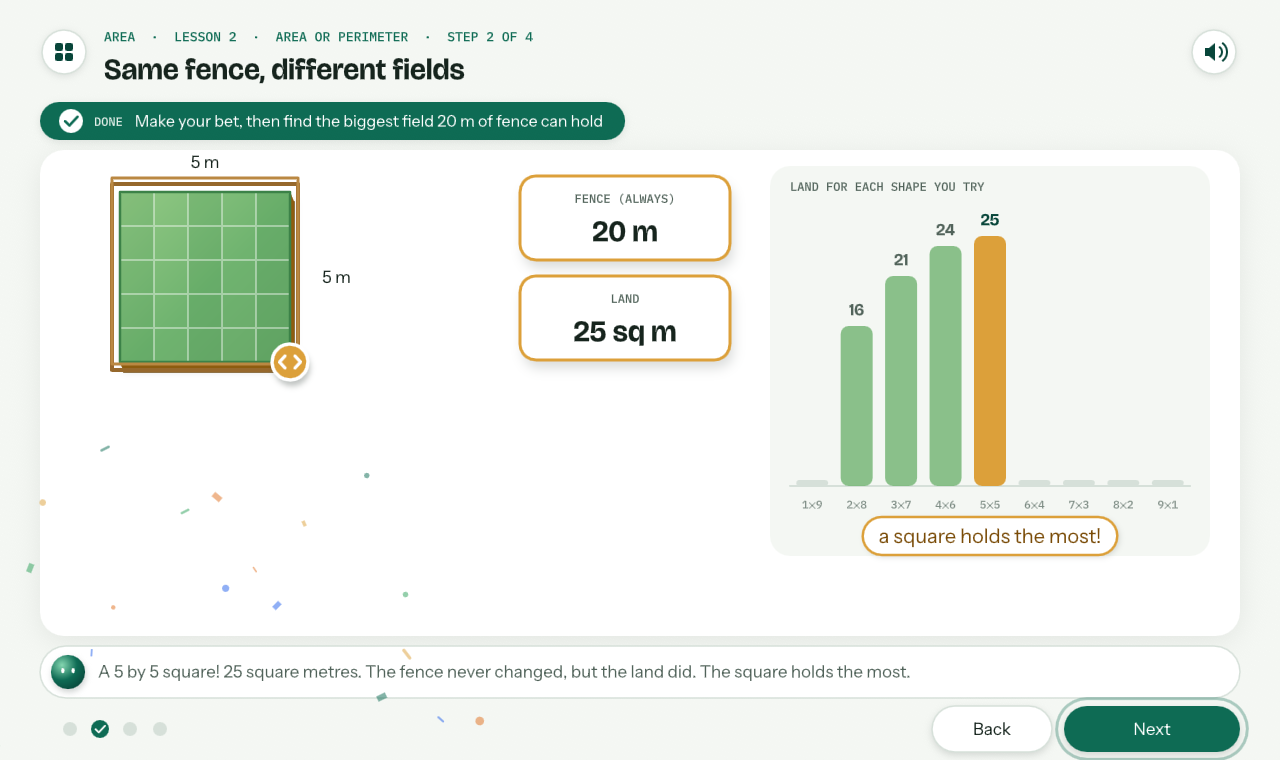 AREA · LESSON 2 · AREA OR PERIMETER · STEP 2 OF 4
Same fence, different fields
DONE Make your bet, then find the biggest field 20 m of fence can hold
5 m
5 m
FENCE (ALWAYS)
20 m
LAND
25 sq m
LAND FOR EACH SHAPE YOU TRY
16
21
24
25
1×9 2×8 3×7 4×6 5×5 6×4 7×3 8×2 9×1
a square holds the most!
A 5 by 5 square! 25 square metres. The fence never changed, but the land did. The square holds the most.
Back
Next